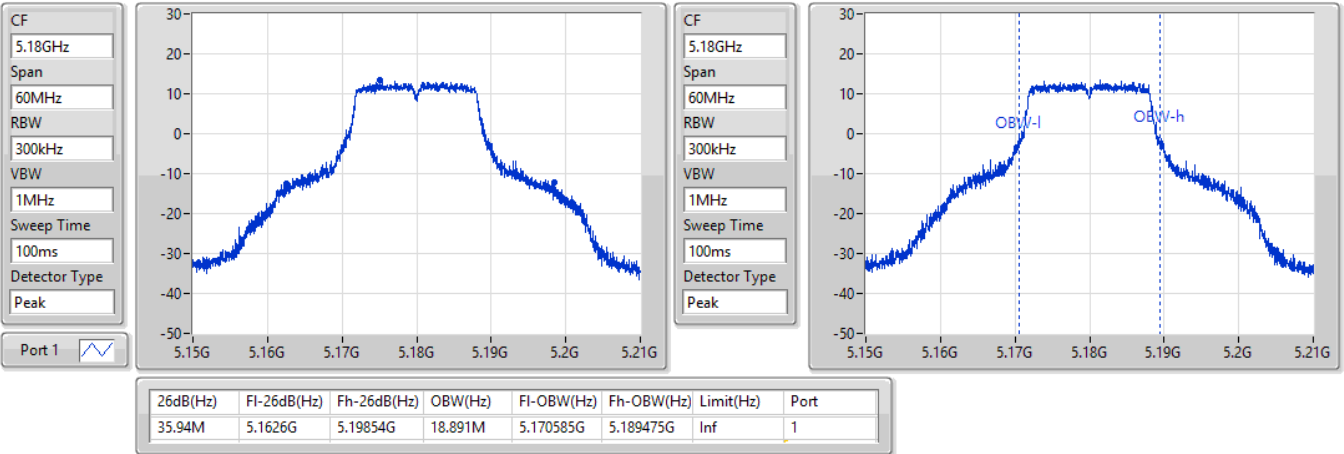 CF
5.18GHz
Span
60MHz
RBW
300kHz
VBW
1MHz
Sweep Time
100ms
Detector Type
Peak
Port 1
30
20
10
0
-10
-20
-30
-40
-50
5.15G 5.16G 5.17G 5.18G 5.19G 5.2G 5.21G
CF
5.18GHz
Span
60MHz
RBW
300kHz
VBW
1MHz
Sweep Time
100ms
Detector Type
Peak
30
20
10
0
-10
-20
-30
-40
-50
OBW-l
OBW-h
5.15G 5.16G 5.17G 5.18G 5.19G 5.2G 5.21G
26dB(Hz) Fl-26dB(Hz) Fh-26dB(Hz) OBW(Hz) Fl-OBW(Hz) Fh-OBW(Hz) Limit(Hz) Port
35.94M 5.1626G 5.19854G 18.891M 5.170585G 5.189475G Inf 1